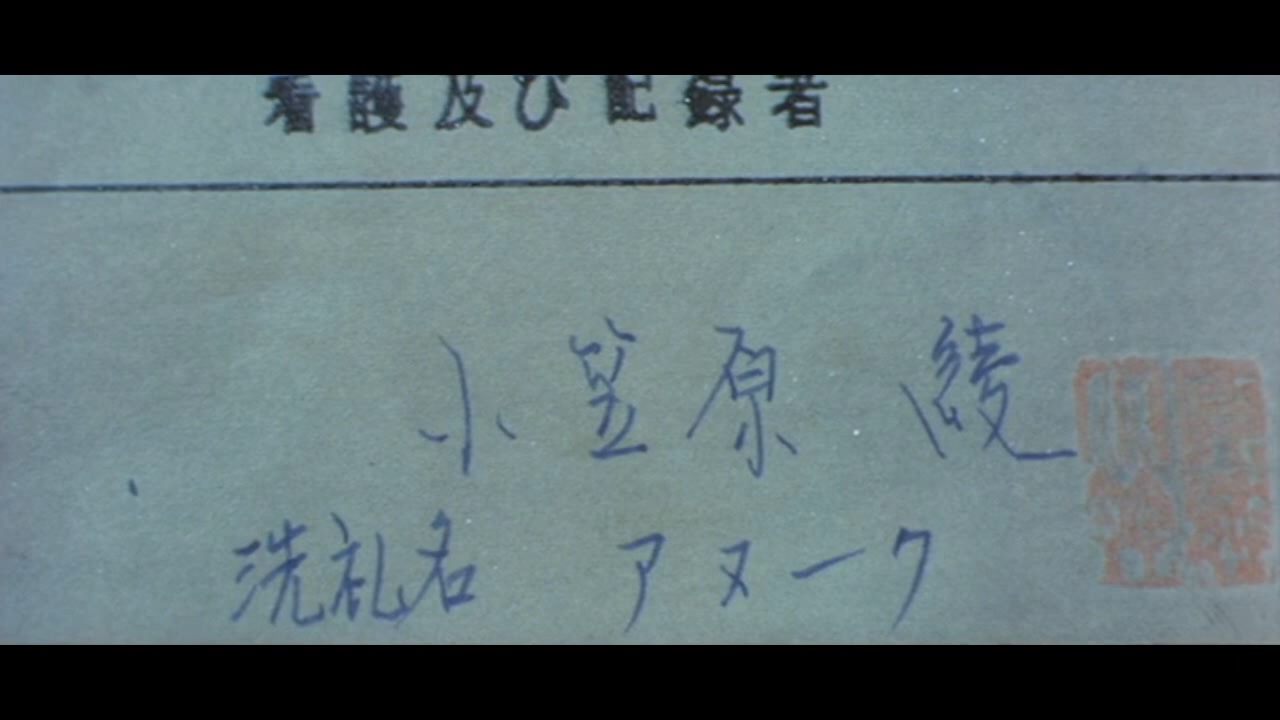 看護及び記録者
小笠原 綾
洗礼名 アヌーク